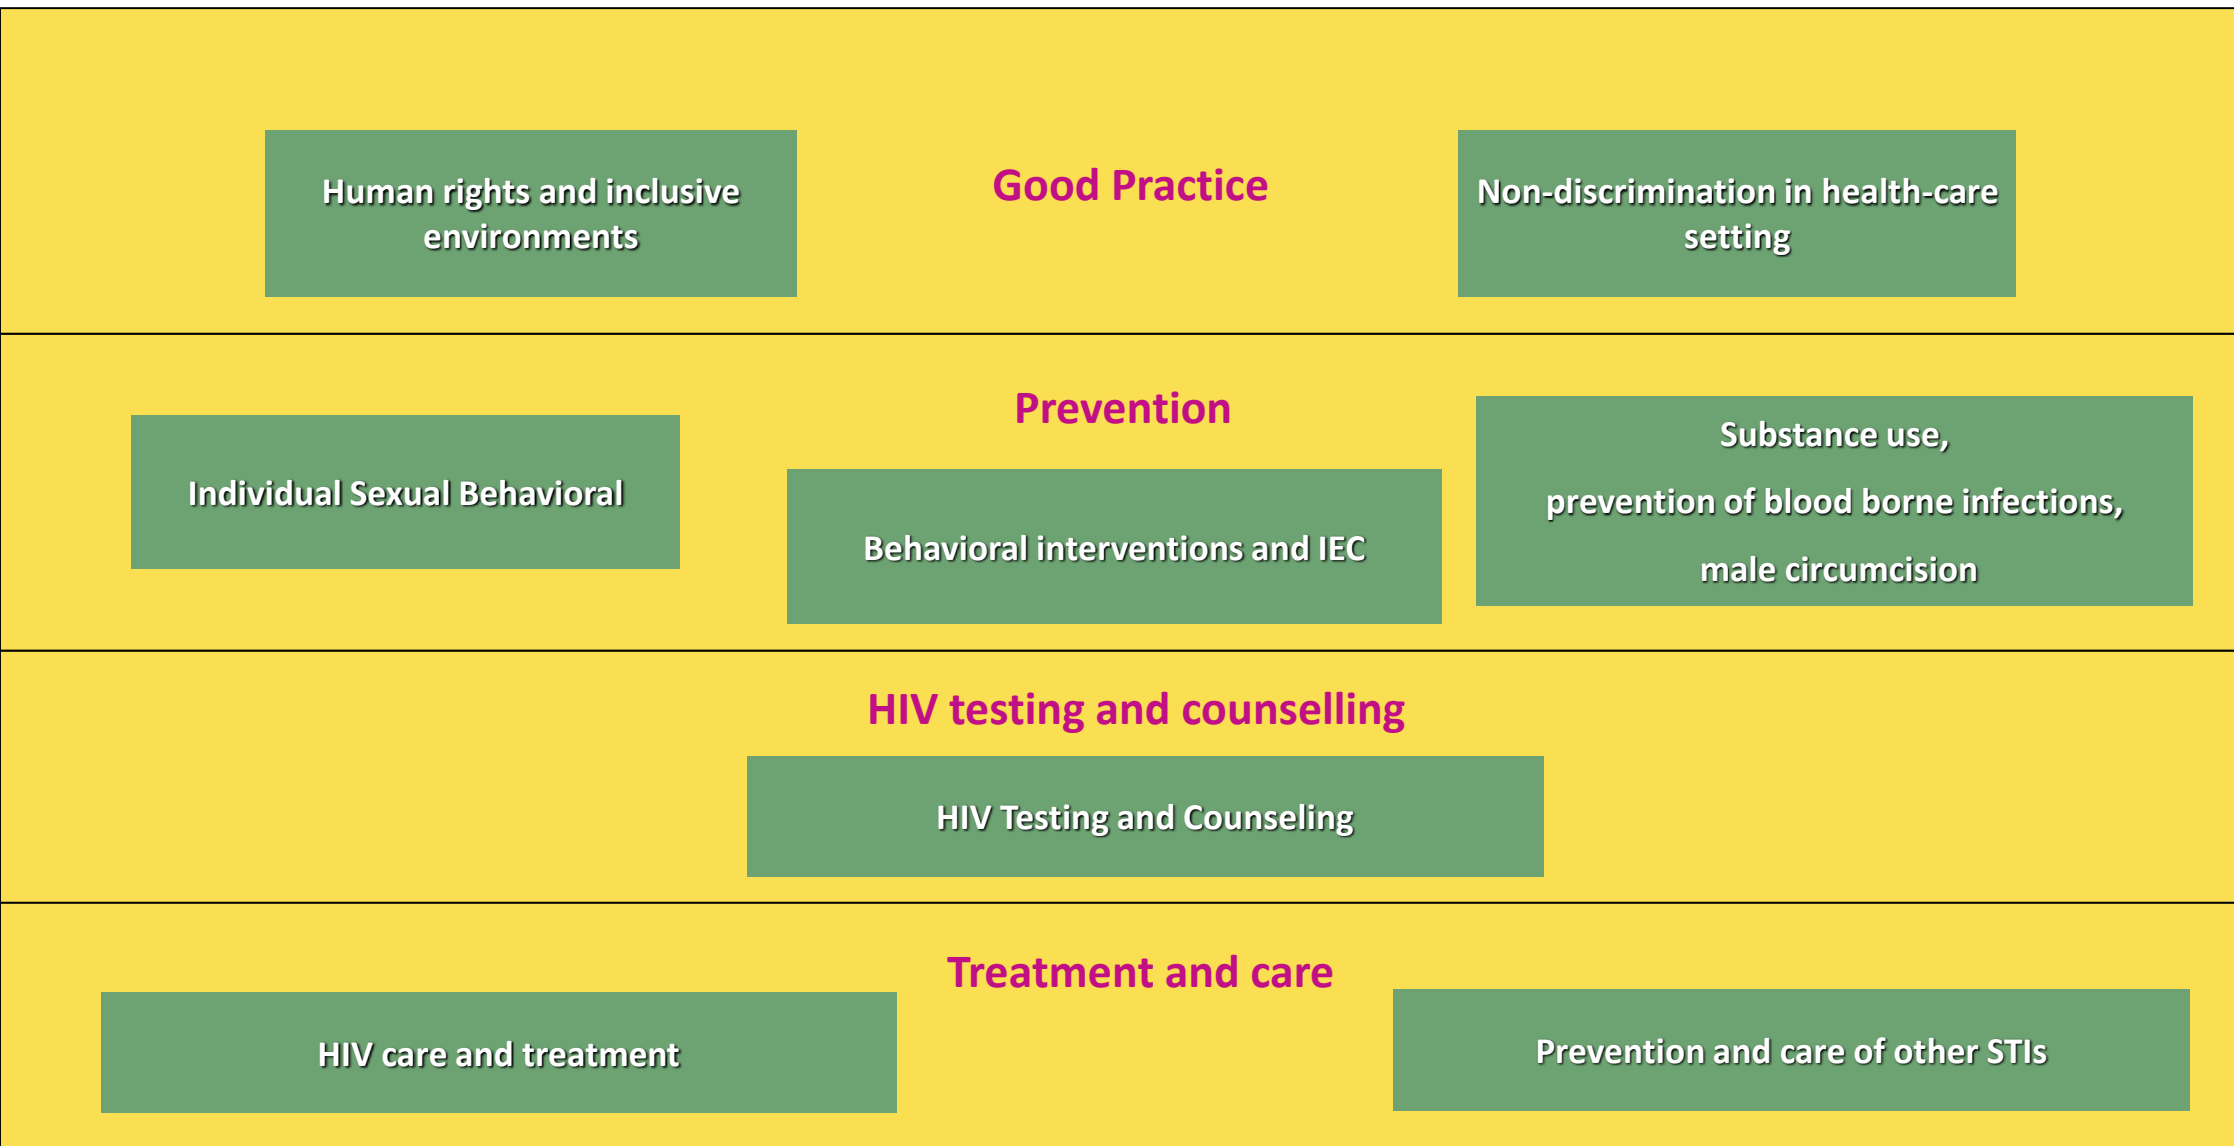 Good Practice
Human rights and inclusive
environments
Non-discrimination in health-care
setting
Prevention
Individual Sexual Behavioral
Behavioral interventions and IEC
Substance use,
prevention of blood borne infections,
male circumcision
HIV testing and counselling
HIV Testing and Counseling
Treatment and care
HIV care and treatment
Prevention and care of other STIs